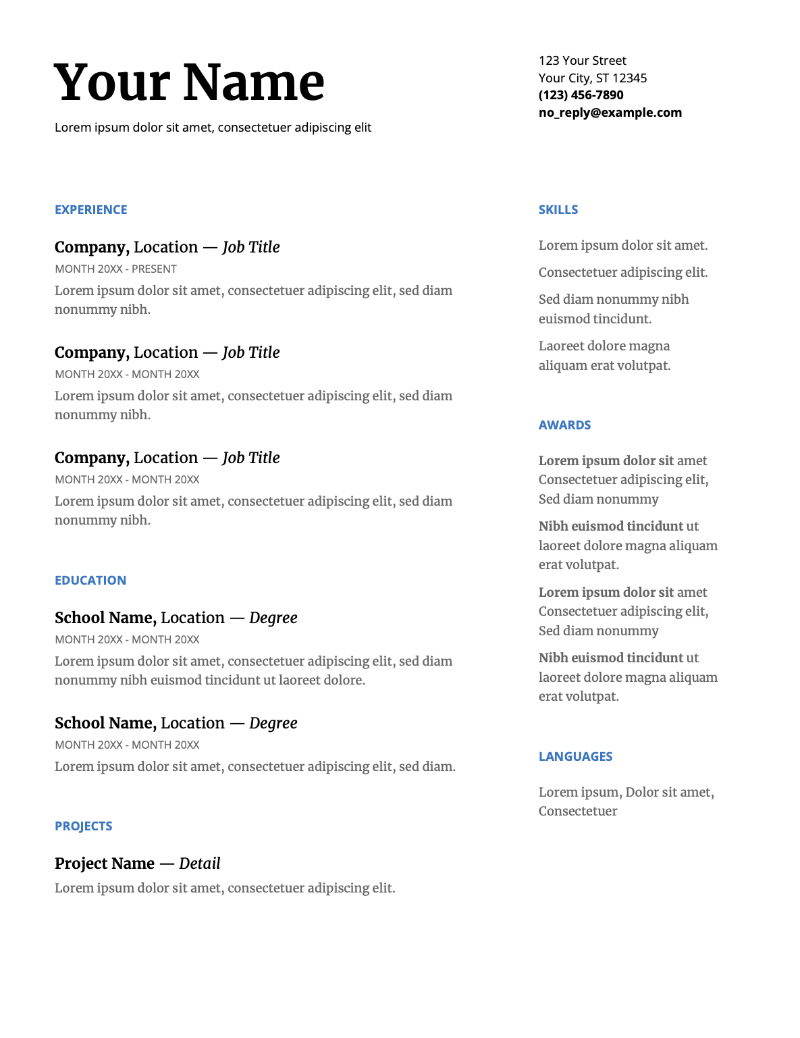 Your Name
Lorem ipsum dolor sit amet, consectetuer adipiscing elit
123 Your Street
Your City, ST 12345
(123) 456-7890
no_reply@example.com
EXPERIENCE
Company, Location — Job Title
MONTH 20XX - PRESENT
Lorem ipsum dolor sit amet, consectetuer adipiscing elit, sed diam
nonummy nibh.
Company, Location — Job Title
MONTH 20XX - MONTH 20XX
Lorem ipsum dolor sit amet, consectetuer adipiscing elit, sed diam
nonummy nibh.
Company, Location — Job Title
MONTH 20XX - MONTH 20XX
Lorem ipsum dolor sit amet, consectetuer adipiscing elit, sed diam
nonummy nibh.
EDUCATION
School Name, Location — Degree
MONTH 20XX - MONTH 20XX
Lorem ipsum dolor sit amet, consectetuer adipiscing elit, sed diam
nonummy nibh euismod tincidunt ut laoreet dolore.
School Name, Location — Degree
MONTH 20XX - MONTH 20XX
Lorem ipsum dolor sit amet, consectetuer adipiscing elit, sed diam.
PROJECTS
Project Name — Detail
Lorem ipsum dolor sit amet, consectetuer adipiscing elit.
SKILLS
Lorem ipsum dolor sit amet.
Consectetuer adipiscing elit.
Sed diam nonummy nibh
euismod tincidunt.
Laoreet dolore magna
aliquam erat volutpat.
AWARDS
Lorem ipsum dolor sit amet
Consectetuer adipiscing elit,
Sed diam nonummy
Nibh euismod tincidunt ut
laoreet dolore magna aliquam
erat volutpat.
Lorem ipsum dolor sit amet
Consectetuer adipiscing elit,
Sed diam nonummy
Nibh euismod tincidunt ut
laoreet dolore magna aliquam
erat volutpat.
LANGUAGES
Lorem ipsum, Dolor sit amet,
Consectetuer